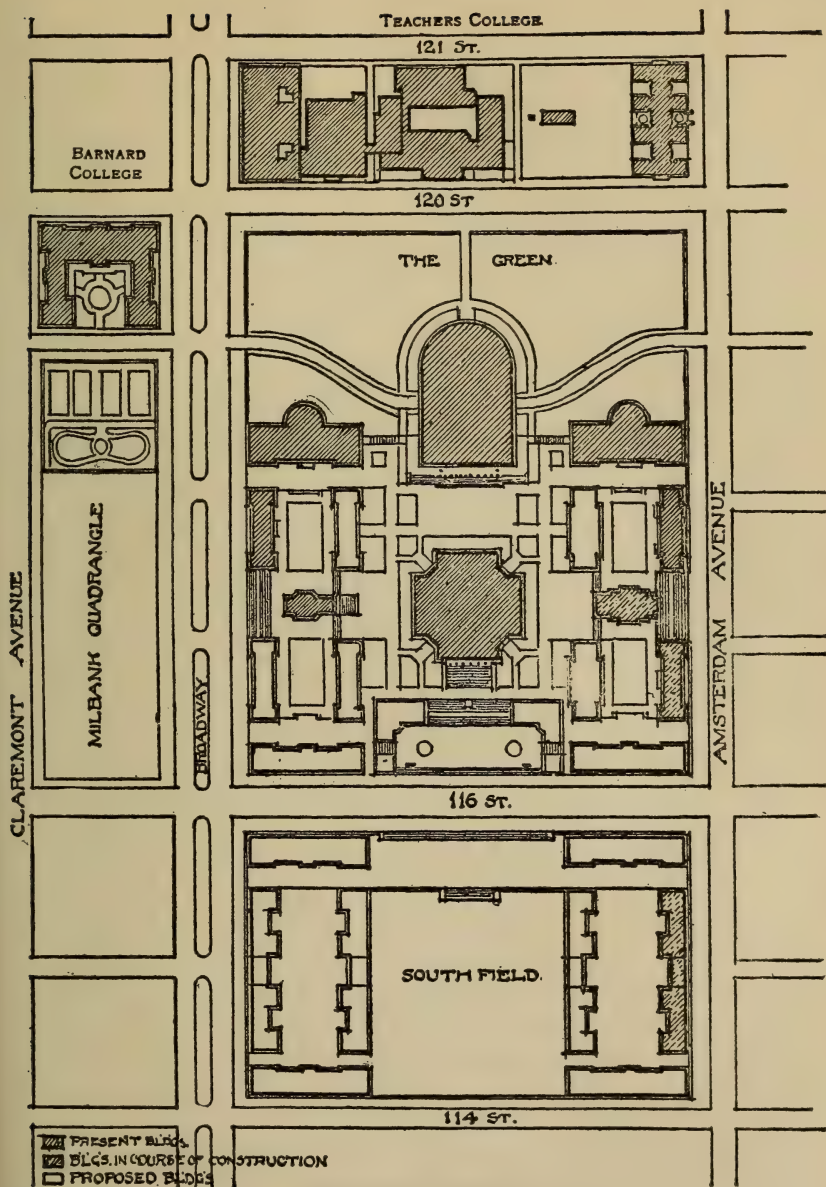 TEACHERS COLLEGE
121 ST.
BARNARD
COLLEGE
120 ST
THE GREEN
CLAREMONT AVENUE
MILBANK QUADRANGLE
BROADWAY
AMSTERDAM AVENUE
116 ST.
SOUTH FIELD.
114 ST.
PRESENT BLDGS.
BLGS. IN COURSE OF CONSTRUCTION
PROPOSED BLDGS